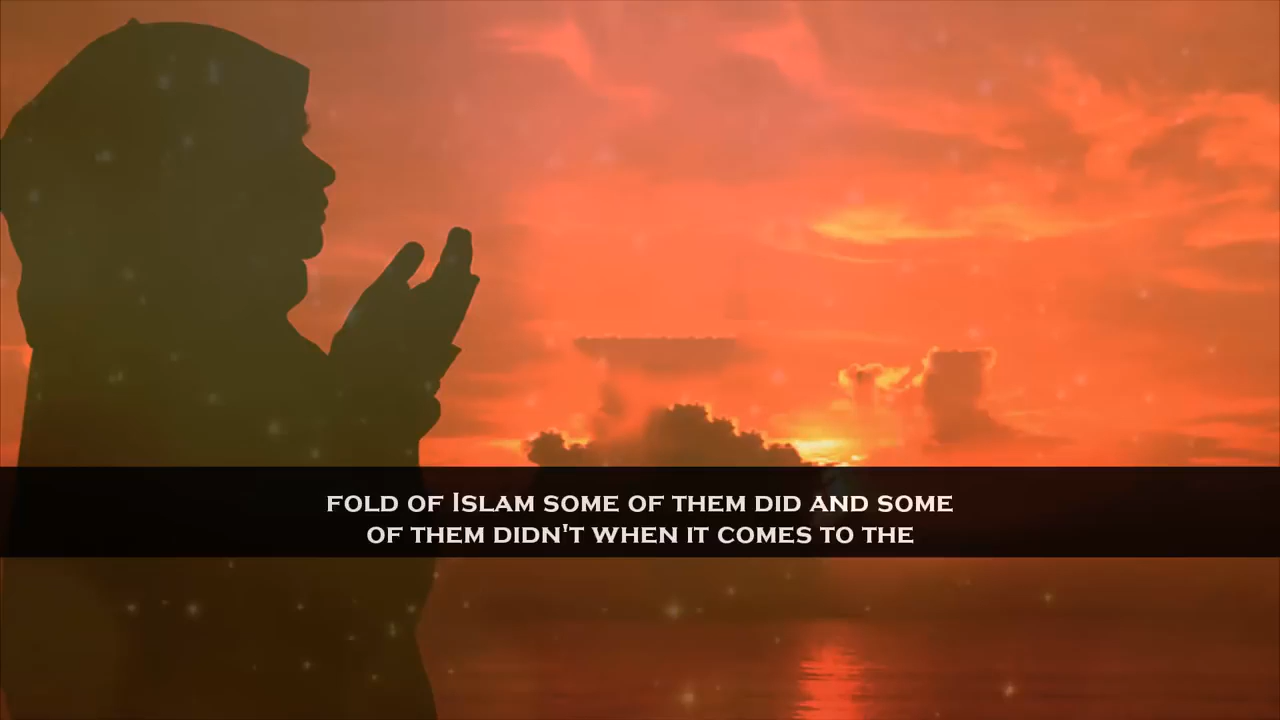 FOLD OF ISLAM SOME OF THEM DID AND SOME
OF THEM DIDN'T WHEN IT COMES TO THE